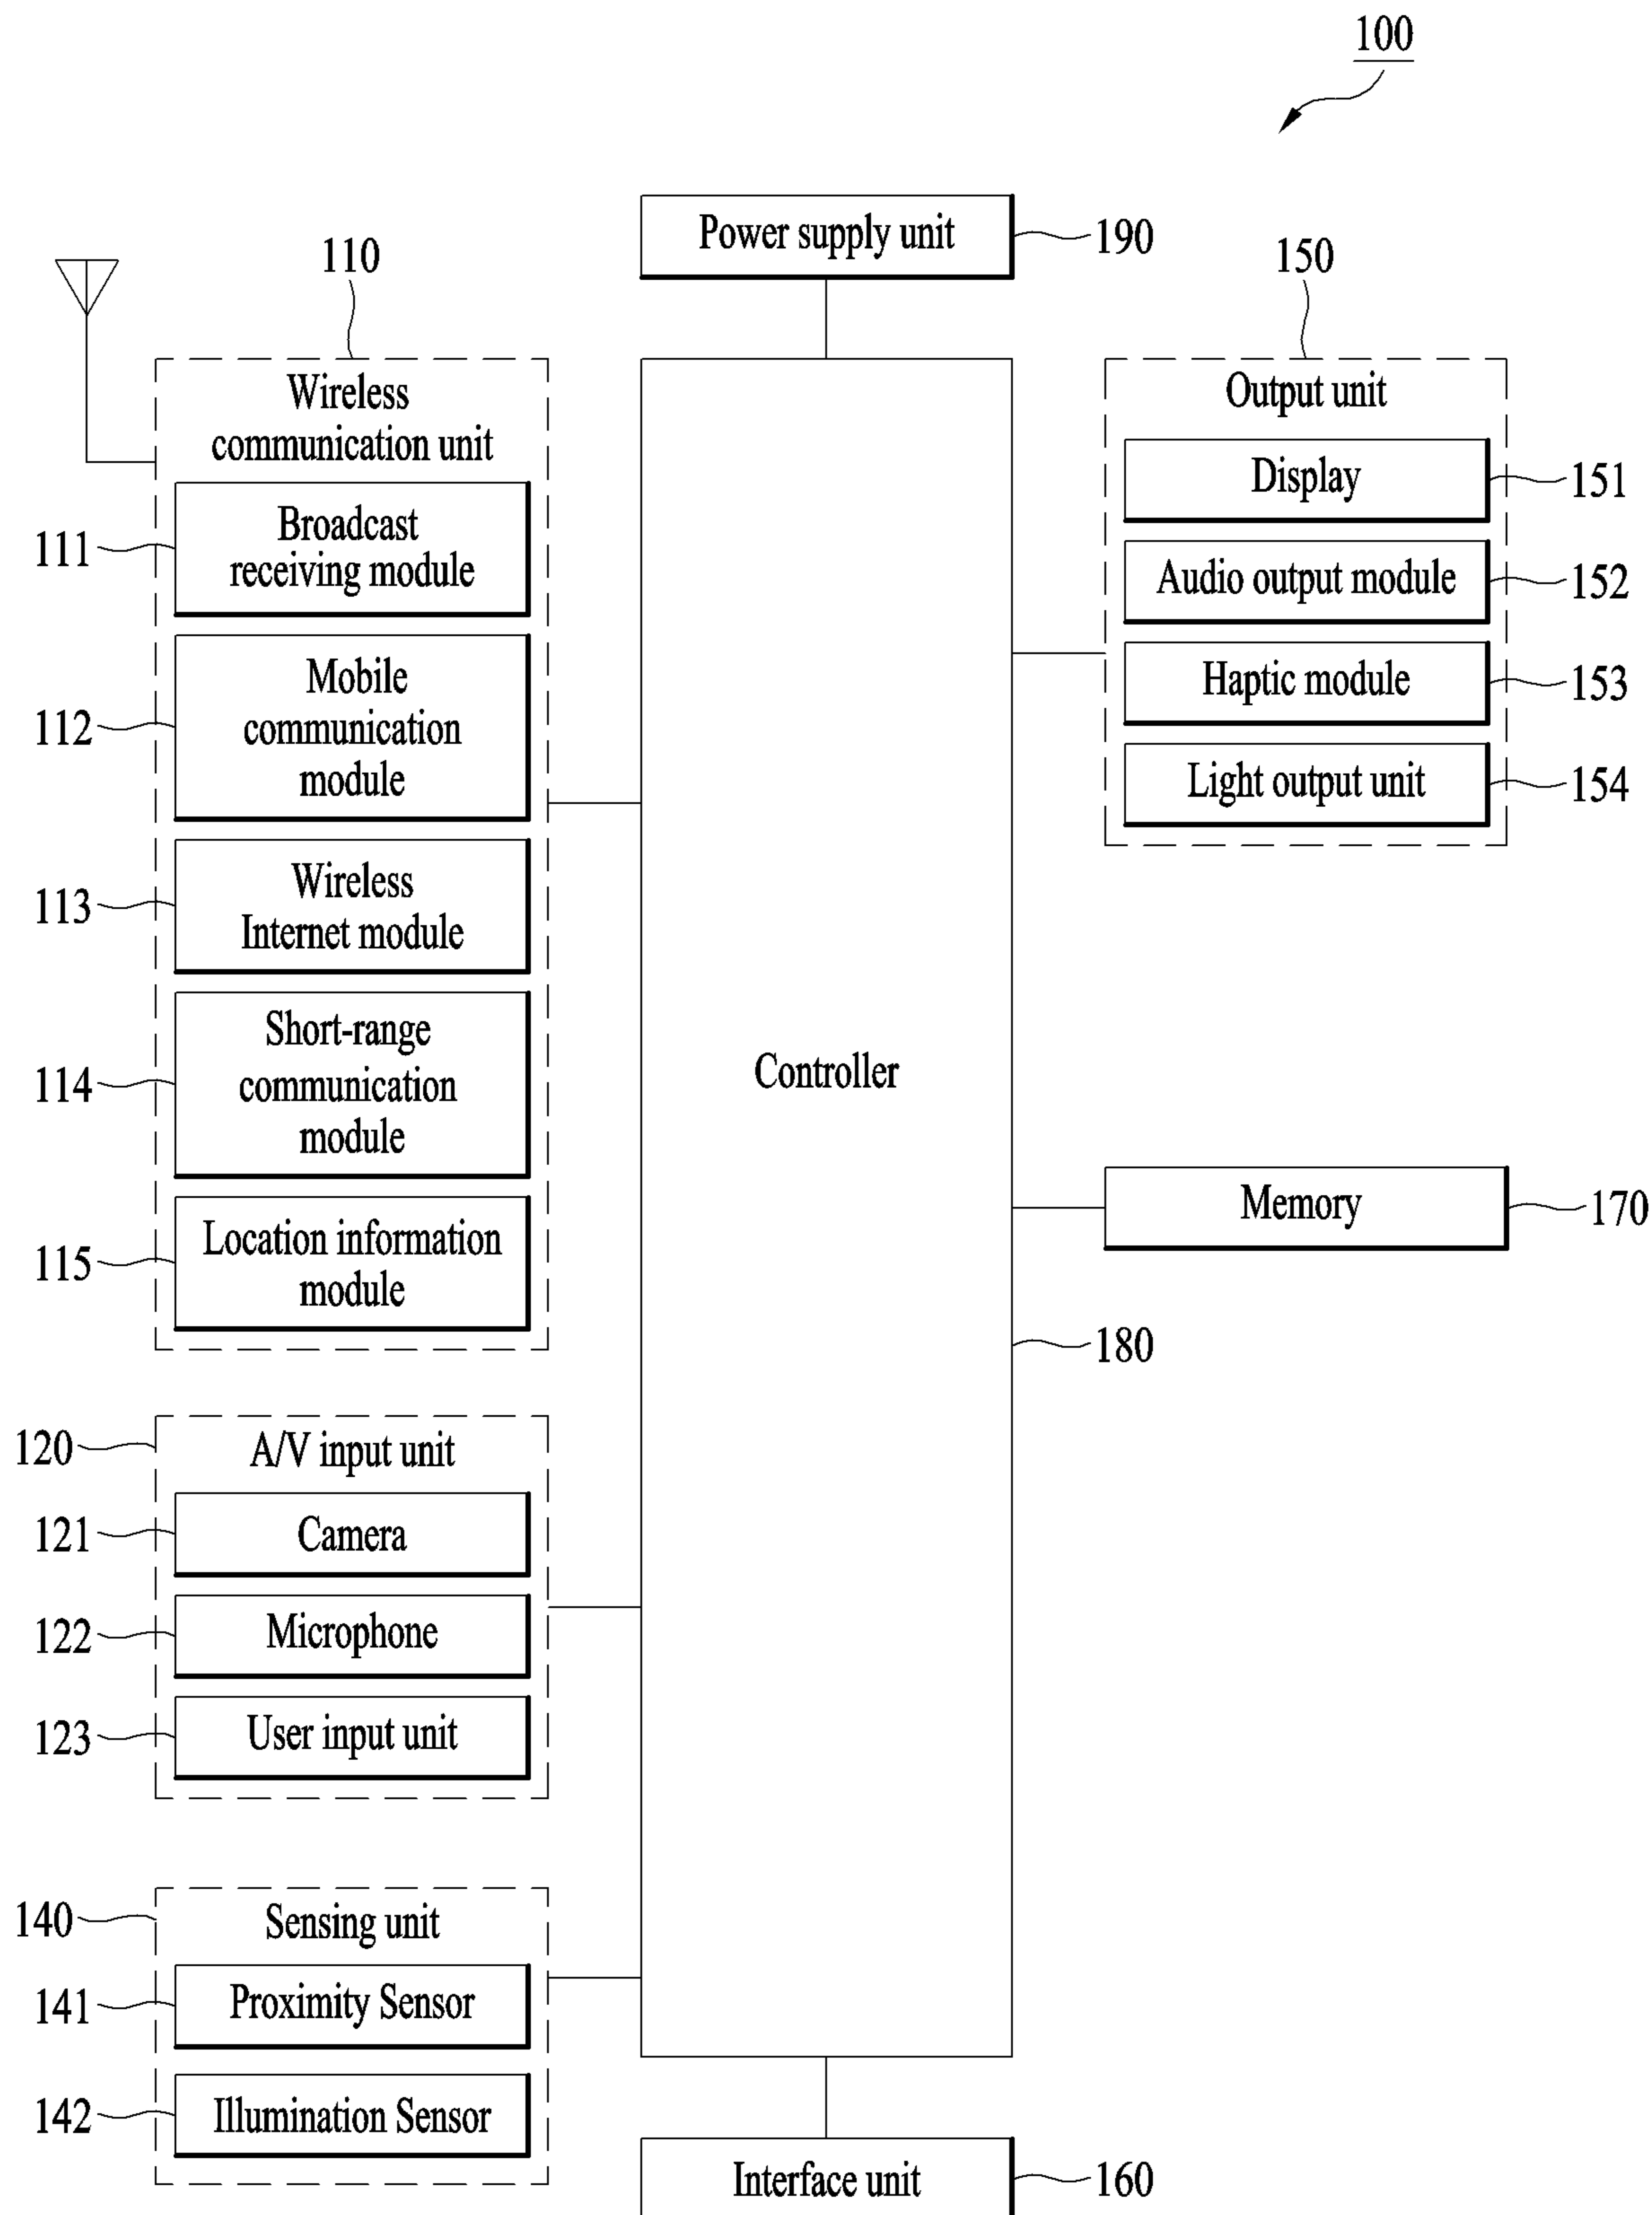 100
Power supply unit
190
110
150
Wireless
communication unit
Broadcast
receiving module
111
Mobile
communication
module
112
Wireless
Internet module
113
Short-range
communication
module
114
Location information
module
115
120
A/V input unit
121
Camera
122
Microphone
123
User input unit
140
Sensing unit
141
Proximity Sensor
142
Illumination Sensor
Controller
180
Output unit
Display
151
Audio output module
152
Haptic module
153
Light output unit
154
Memory
170
Interface unit
160